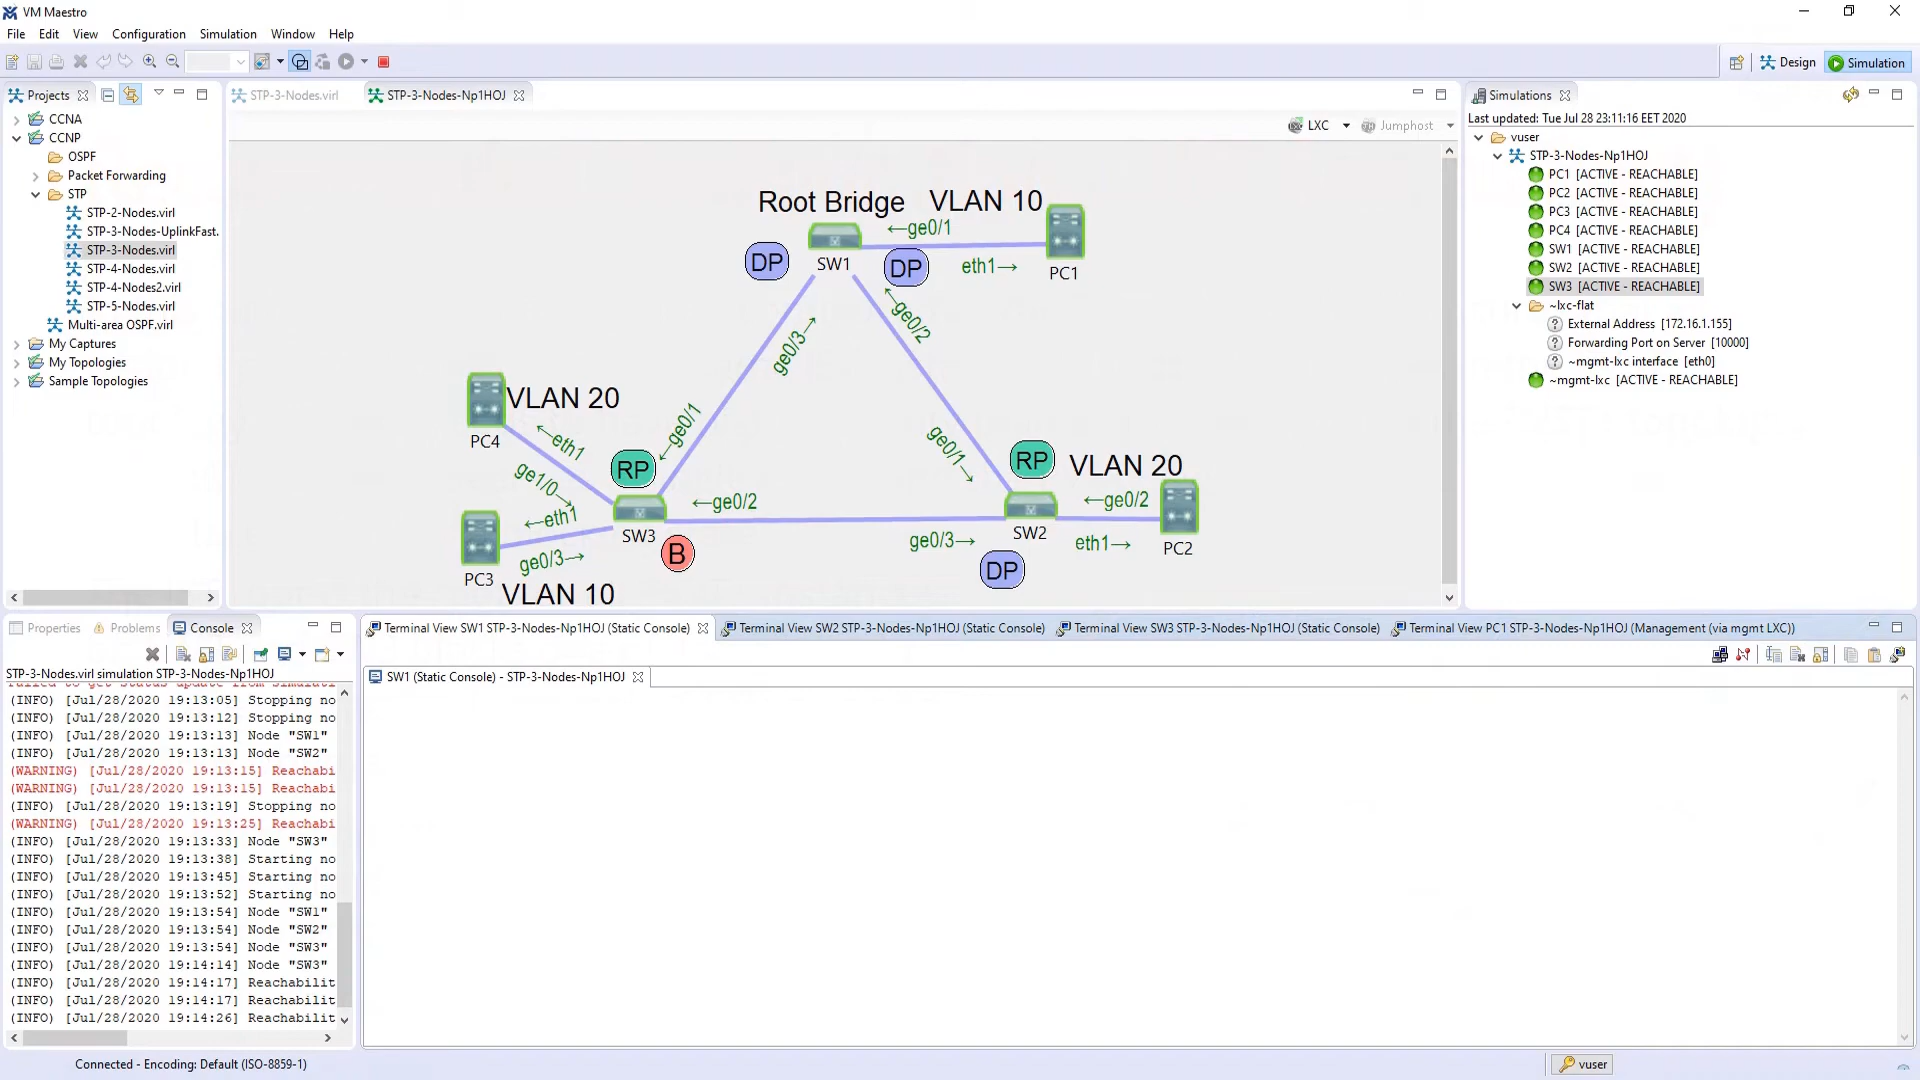 VM Maestro
File Edit View Configuration Simulation Window Help
Design Simulation
Projects
CCNA
CCNP
OSPF
Packet Forwarding
STP
STP-2-Nodes.virl
STP-3-Nodes-UplinkFast.
STP-3-Nodes.virl
STP-4-Nodes.virl
STP-4-Nodes2.virl
STP-5-Nodes.virl
Multi-area OSPF.virl
My Captures
My Topologies
Sample Topologies
STP-3-Nodes.virl STP-3-Nodes-Np1HOJ
LXC Jumphost
Root Bridge VLAN 10
←ge0/1
DP SW1 DP eth1→ PC1
←ge0/2
ge0/3→
VLAN 20
PC4
←eth1
←ge0/1
ge1/0→
RP
ge0/1→
RP VLAN 20
←ge0/2
←ge0/2
←eth1
SW3
ge0/3→
SW2
eth1→
PC2
ge0/3→
B
DP
PC3
VLAN 10
Simulations
Last updated: Tue Jul 28 23:11:16 EET 2020
vuser
STP-3-Nodes-Np1HOJ
PC1 [ACTIVE - REACHABLE]
PC2 [ACTIVE - REACHABLE]
PC3 [ACTIVE - REACHABLE]
PC4 [ACTIVE - REACHABLE]
SW1 [ACTIVE - REACHABLE]
SW2 [ACTIVE - REACHABLE]
SW3 [ACTIVE - REACHABLE]
~lxc-flat
External Address [172.16.1.155]
Forwarding Port on Server [10000]
~mgmt-lxc interface [eth0]
~mgmt-lxc [ACTIVE - REACHABLE]
Properties Problems Console
STP-3-Nodes.virl simulation STP-3-Nodes-Np1HOJ
(INFO) [Jul/28/2020 19:13:05] Stopping no
(INFO) [Jul/28/2020 19:13:12] Stopping no
(INFO) [Jul/28/2020 19:13:13] Node "SW1"
(INFO) [Jul/28/2020 19:13:13] Node "SW2"
(WARNING) [Jul/28/2020 19:13:15] Reachabi
(WARNING) [Jul/28/2020 19:13:15] Reachabi
(INFO) [Jul/28/2020 19:13:19] Stopping no
(WARNING) [Jul/28/2020 19:13:25] Reachabi
(INFO) [Jul/28/2020 19:13:33] Node "SW3"
(INFO) [Jul/28/2020 19:13:38] Starting no
(INFO) [Jul/28/2020 19:13:45] Starting no
(INFO) [Jul/28/2020 19:13:52] Starting no
(INFO) [Jul/28/2020 19:13:54] Node "SW1"
(INFO) [Jul/28/2020 19:13:54] Node "SW2"
(INFO) [Jul/28/2020 19:13:54] Node "SW3"
(INFO) [Jul/28/2020 19:14:14] Node "SW3"
(INFO) [Jul/28/2020 19:14:17] Reachabilit
(INFO) [Jul/28/2020 19:14:17] Reachabilit
(INFO) [Jul/28/2020 19:14:26] Reachabilit
Terminal View SW1 STP-3-Nodes-Np1HOJ (Static Console) Terminal View SW2 STP-3-Nodes-Np1HOJ (Static Console) Terminal View SW3 STP-3-Nodes-Np1HOJ (Static Console) Terminal View PC1 STP-3-Nodes-Np1HOJ (Management (via mgmt LXC))
SW1 (Static Console) - STP-3-Nodes-Np1HOJ
Connected - Encoding: Default (ISO-8859-1)
vuser